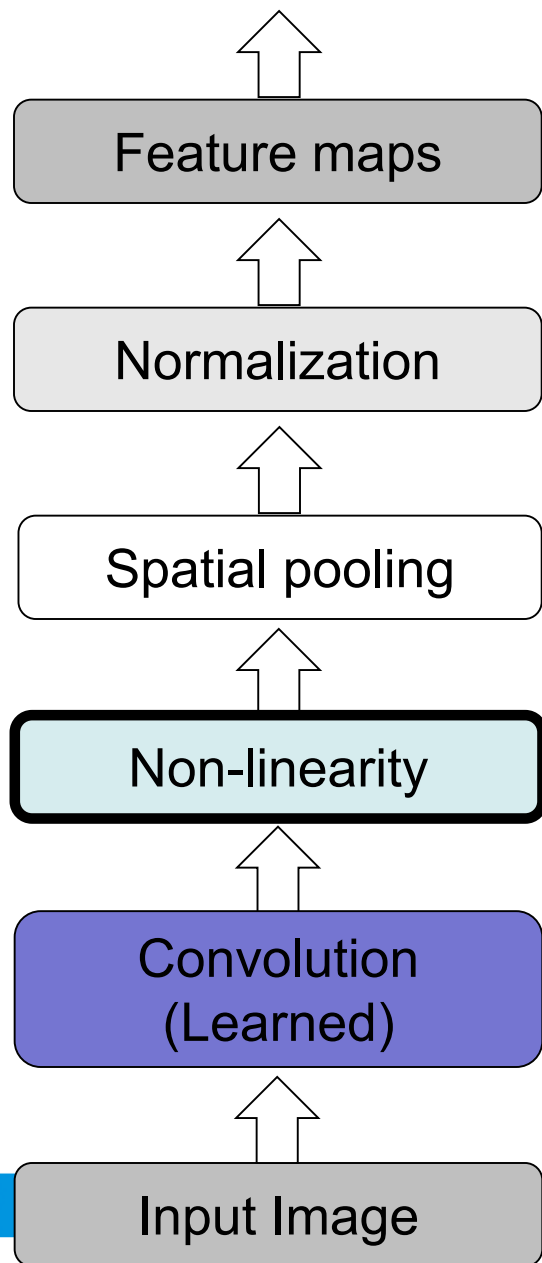 Feature maps
Normalization
Spatial pooling
Non-linearity
Convolution
(Learned)
Input Image